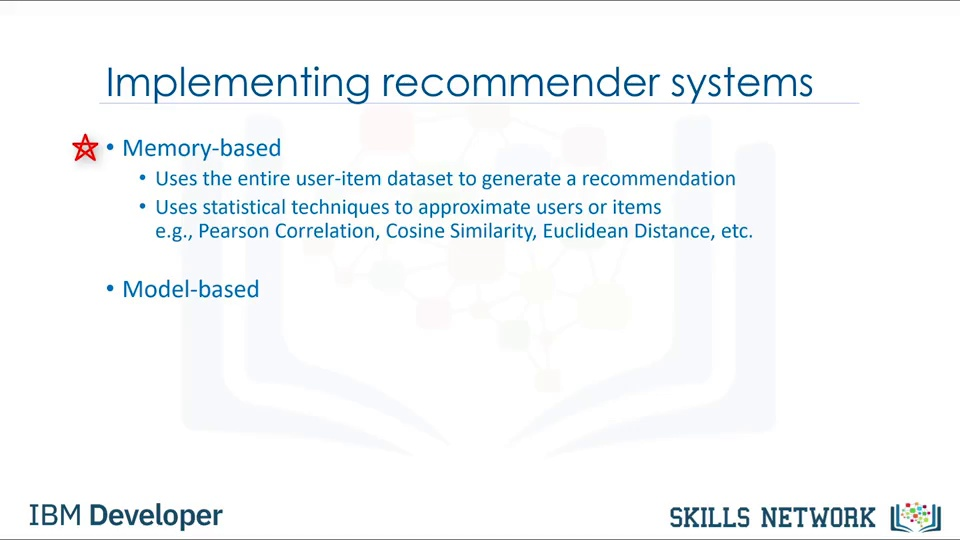 Implementing recommender systems
• Memory-based
• Uses the entire user-item dataset to generate a recommendation
• Uses statistical techniques to approximate users or items
e.g., Pearson Correlation, Cosine Similarity, Euclidean Distance, etc.
• Model-based
IBM Developer
SKILLS NETWORK